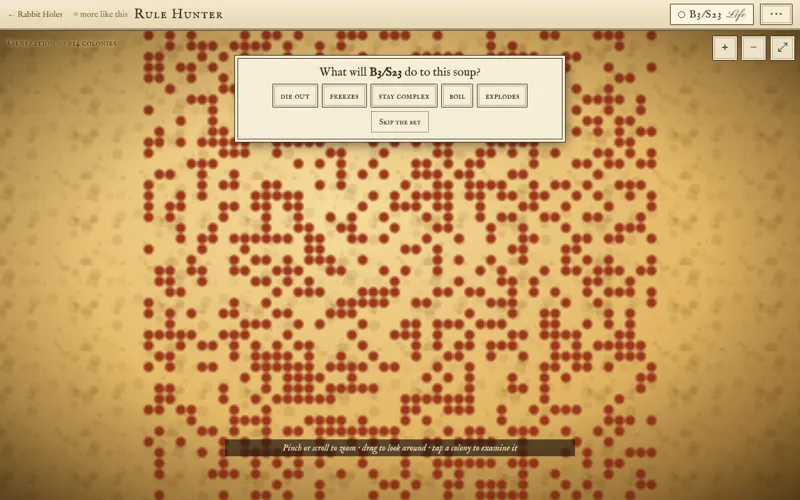 ← Rabbit Holes
∞ more like this
Rule Hunter
B3/S23 Life
···
914 colonies
+
−
What will B3/S23 do to this soup?
DIE OUT
FREEZES
STAY COMPLEX
BOIL
EXPLODES
Skip the bet
Pinch or scroll to zoom · drag to look around · tap a colony to examine it